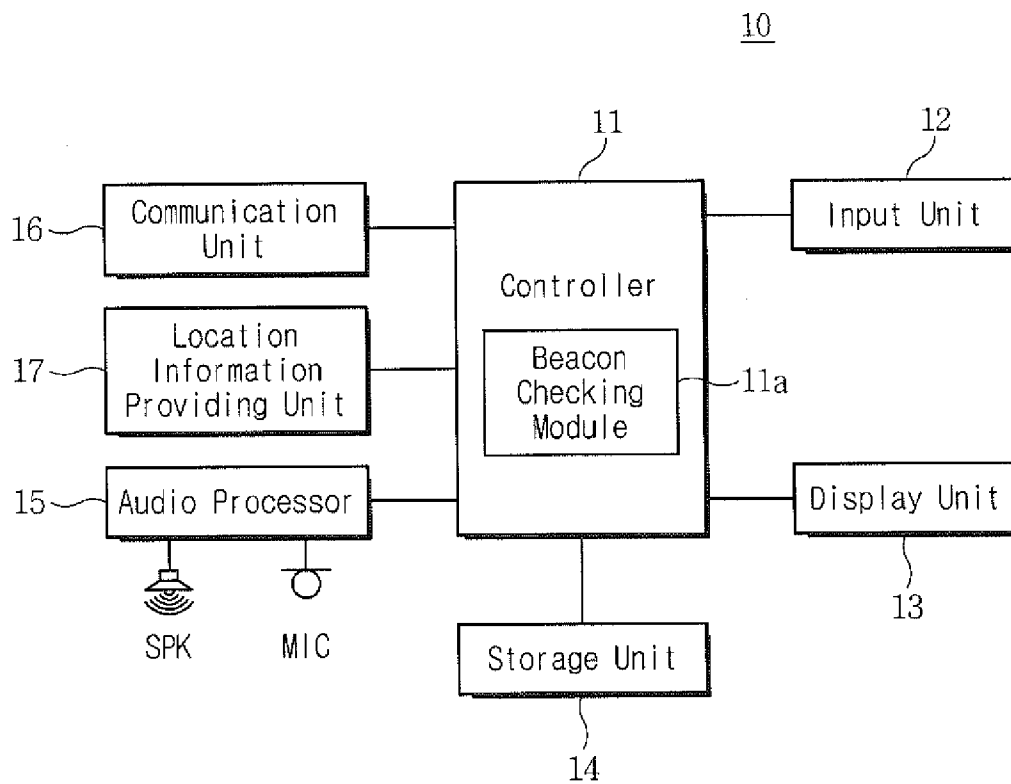 10
11
12
16
Communication
Unit
Input Unit
Controller
17
Location
Information
Providing Unit
Beacon
Checking
Module
11a
15
Audio Processor
Display Unit
13
SPK
MIC
Storage Unit
14